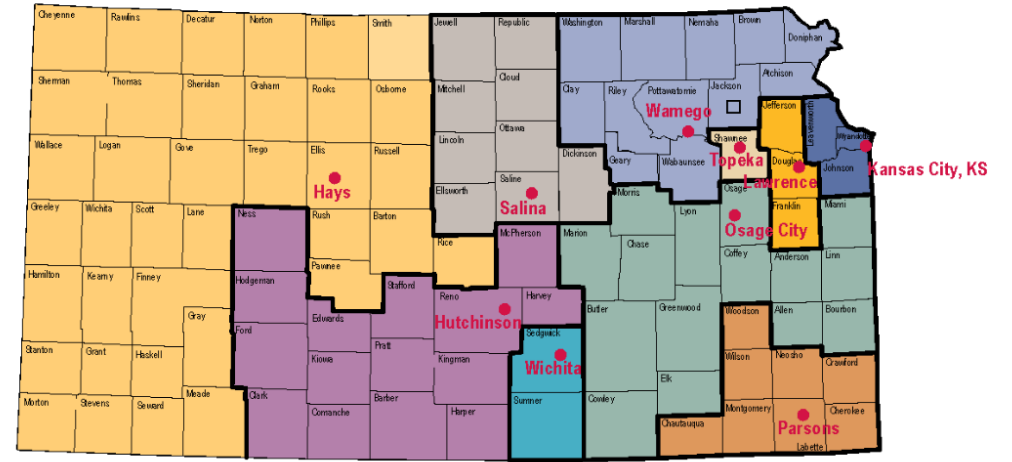 Cheyenne
Rawlins
Decatur
Norton
Phillips
Smith
Jewell
Republic
Washington
Marshall
Nemaha
Brown
Doniphan
Sherman
Thomas
Sheridan
Graham
Rooks
Osborne
Mitchell
Cloud
Clay
Riley
Pottawatomie
Jackson
Atchison
Jefferson
Leavenworth
Wyandotte
Wamego
Wallace
Logan
Gove
Trego
Ellis
Russell
Lincoln
Ottawa
Dickinson
Geary
Wabaunsee
Shawnee
Topeka
Douglas
Lawrence
Johnson
Kansas City, KS
Hays
Ellsworth
Saline
Salina
Morris
Osage
Osage City
Franklin
Miami
Greeley
Wichita
Scott
Lane
Ness
Rush
Barton
Rice
McPherson
Marion
Chase
Lyon
Coffey
Anderson
Linn
Hamilton
Kearny
Finney
Hodgeman
Pawnee
Stafford
Reno
Harvey
Hutchinson
Butler
Greenwood
Woodson
Allen
Bourbon
Gray
Ford
Edwards
Pratt
Kingman
Sedgwick
Wichita
Stanton
Grant
Haskell
Kiowa
Elk
Wilson
Neosho
Crawford
Morton
Stevens
Seward
Meade
Clark
Comanche
Barber
Harper
Sumner
Cowley
Chautauqua
Montgomery
Cherokee
Parsons
Labette